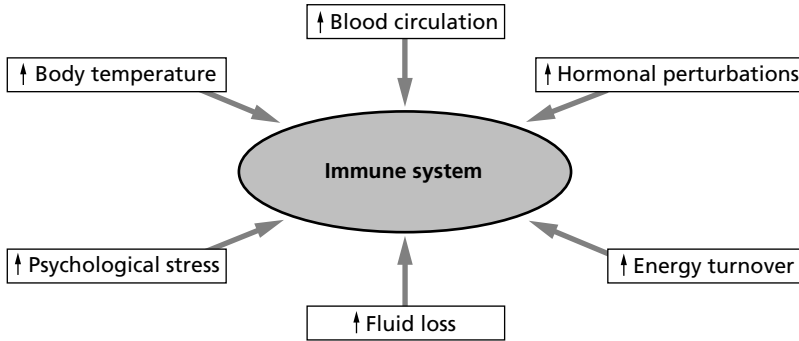 ↑ Blood circulation
↑ Body temperature
↑ Hormonal perturbations
Immune system
↑ Psychological stress
↑ Energy turnover
↑ Fluid loss